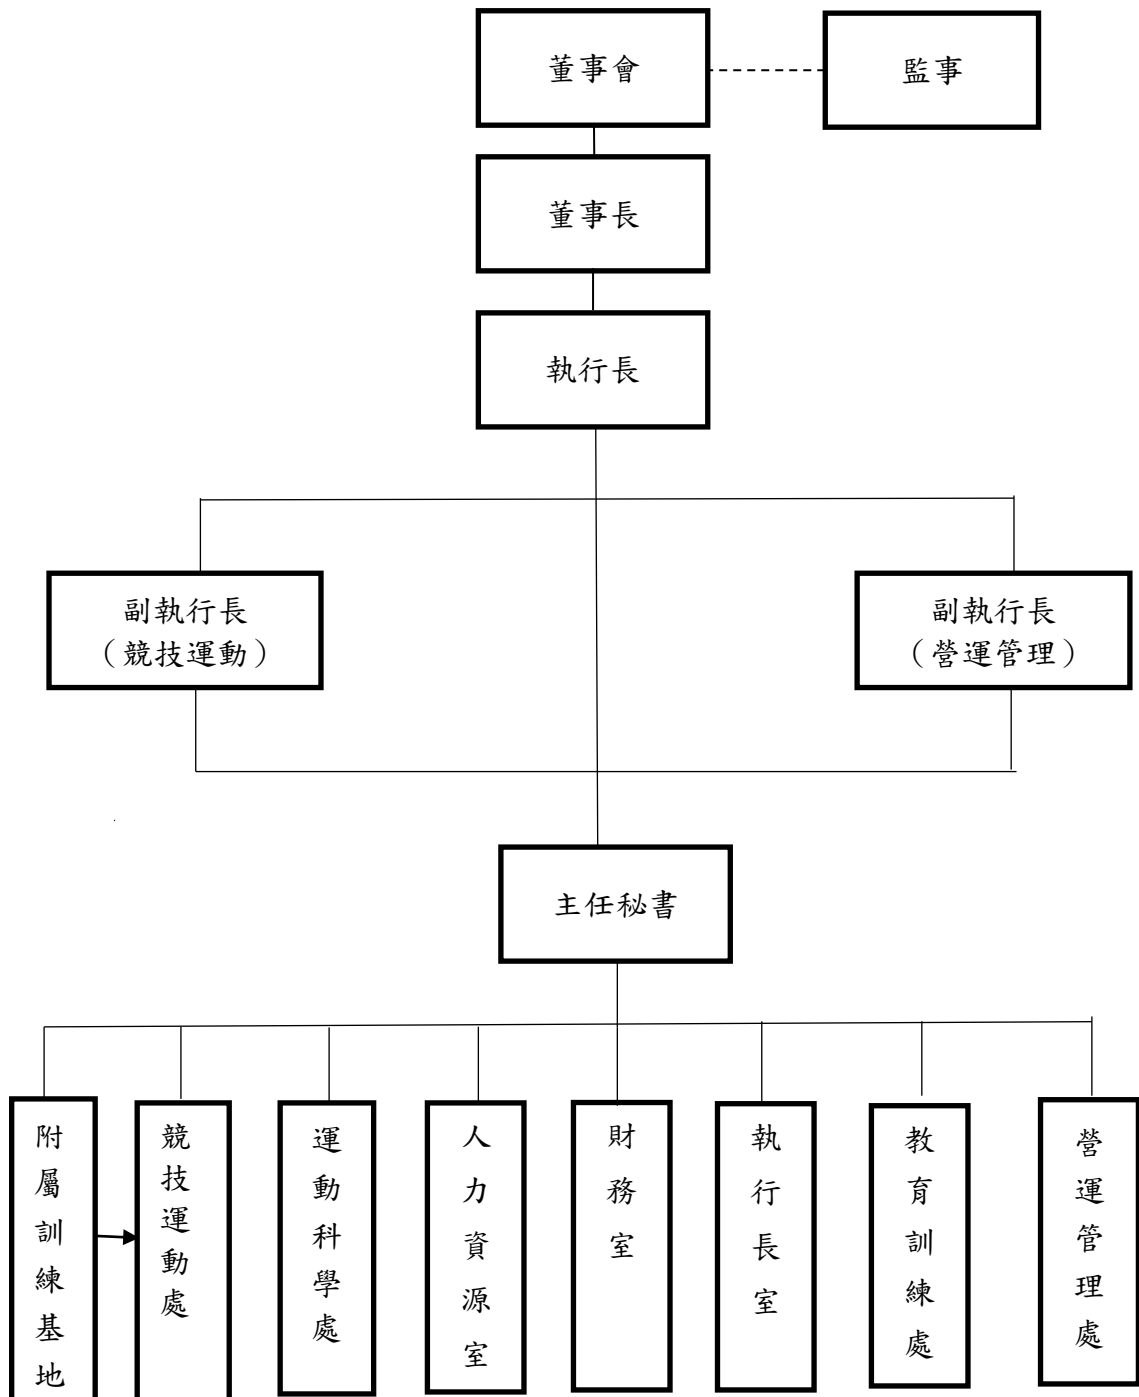 董事會
監事
董事長
執行長
副執行長
（競技運動）
副執行長
（營運管理）
主任秘書
附屬訓練基地
競技運動處
運動科學處
人力資源室
財務室
執行長室
教育訓練處
營運管理處